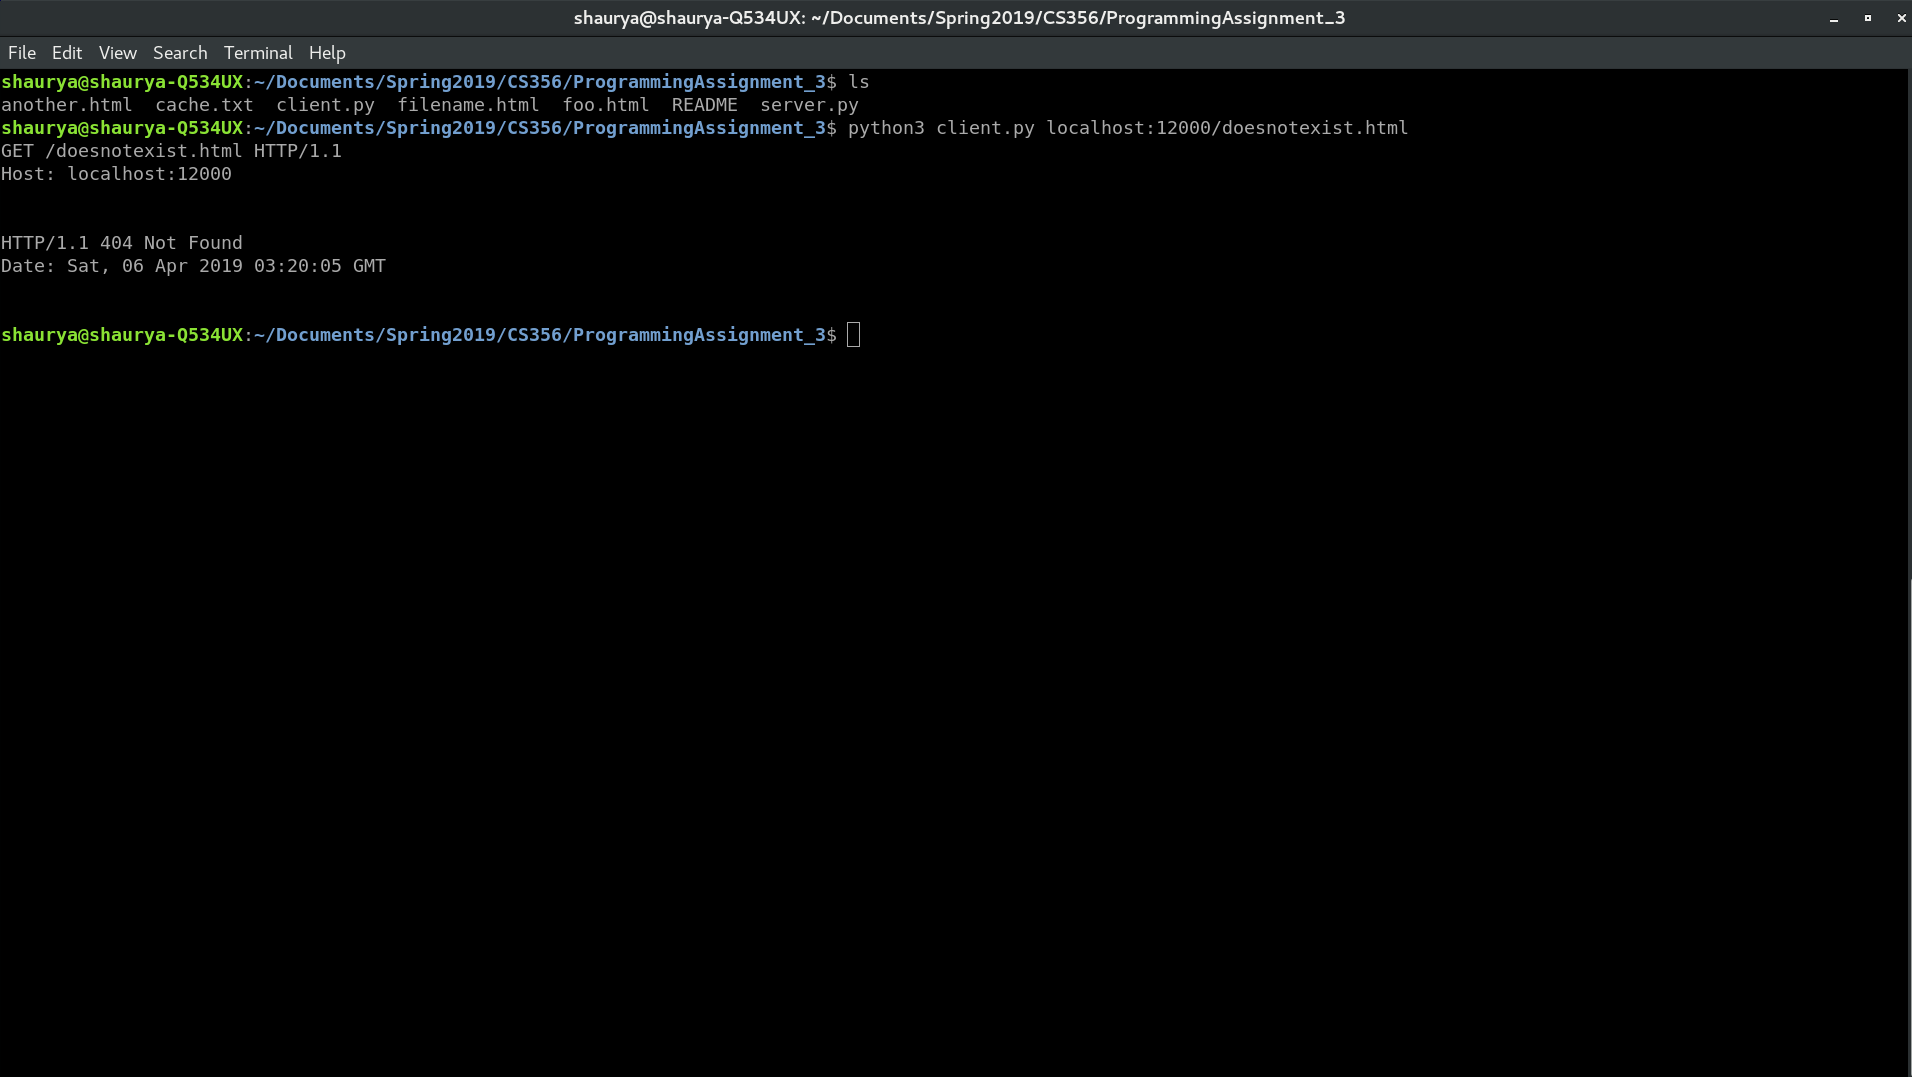 shaurya@shaurya-Q534UX: ~/Documents/Spring2019/CS356/ProgrammingAssignment_3
File Edit View Search Terminal Help
shaurya@shaurya-Q534UX:~/Documents/Spring2019/CS356/ProgrammingAssignment_3$ ls
another.html  cache.txt  client.py  filename.html  foo.html  README  server.py
shaurya@shaurya-Q534UX:~/Documents/Spring2019/CS356/ProgrammingAssignment_3$ python3 client.py localhost:12000/doesnotexist.html
GET /doesnotexist.html HTTP/1.1
Host: localhost:12000
HTTP/1.1 404 Not Found
Date: Sat, 06 Apr 2019 03:20:05 GMT
shaurya@shaurya-Q534UX:~/Documents/Spring2019/CS356/ProgrammingAssignment_3$